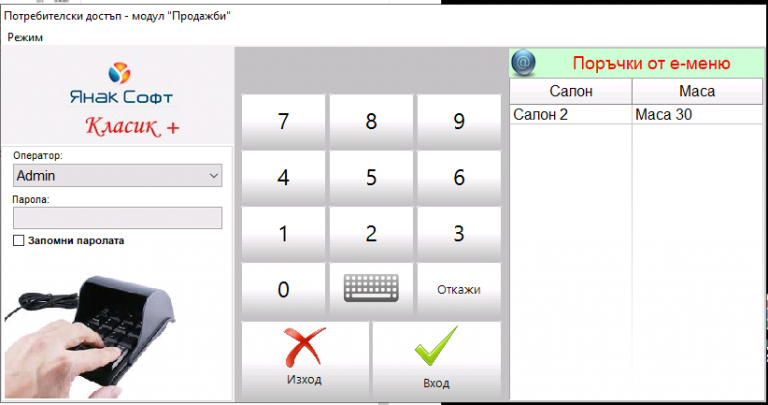 Потребителски достъп - модул "Продажби"
Режим
Янак Софт
Класик +
Оператор:
Admin
Парола:
Запомни паролата
7 8 9
4 5 6
1 2 3
0 Откажи
Изход Вход
@ Поръчки от е-меню
Салон Маса
Салон 2 Маса 30